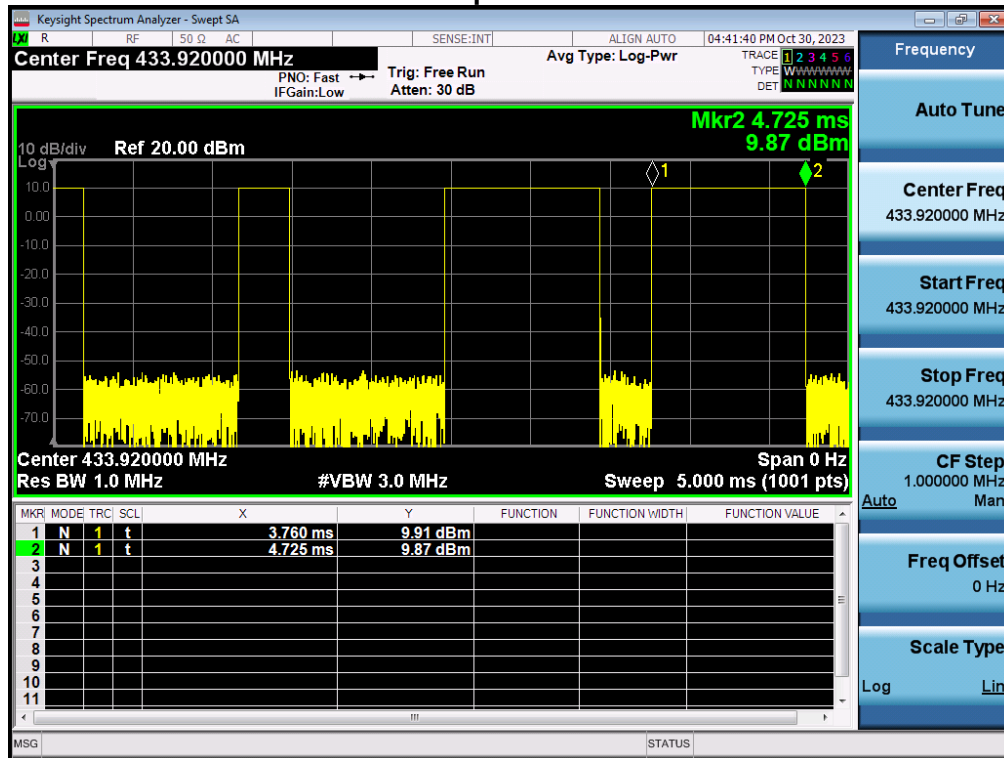 Keysight Spectrum Analyzer - Swept SA
LXI R RF 50 Ω AC SENSE:INT ALIGN AUTO 04:41:40 PM Oct 30, 2023
Center Freq 433.920000 MHz Avg Type: Log-Pwr TRACE 1 2 3 4 5 6
PNO: Fast Trig: Free Run TYPE WWWWWW
IFGain:Low Atten: 30 dB DET N N N N N N
Mkr2 4.725 ms
10 dB/div Ref 20.00 dBm 9.87 dBm
Log
1
2
10.0
0.00
-10.0
-20.0
-30.0
-40.0
-50.0
-60.0
-70.0
Center 433.920000 MHz Span 0 Hz
Res BW 1.0 MHz #VBW 3.0 MHz Sweep 5.000 ms (1001 pts)
MKR MODE TRC SCL X Y FUNCTION FUNCTION WIDTH FUNCTION VALUE
1 N 1 t 3.760 ms 9.91 dBm
2 N 1 t 4.725 ms 9.87 dBm
3
4
5
6
7
8
9
10
11
MSG STATUS
Frequency
Auto Tune
Center Freq
433.920000 MHz
Start Freq
433.920000 MHz
Stop Freq
433.920000 MHz
CF Step
1.000000 MHz
Auto Man
Freq Offset
0 Hz
Scale Type
Log Lin